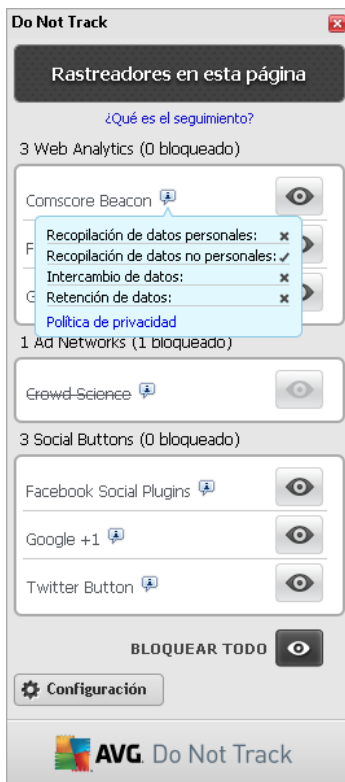 Do Not Track
Rastreadores en esta página
¿Qué es el seguimiento?
3 Web Analytics (0 bloqueado)
Comscore Beacon
Recopilación de datos personales:
Recopilación de datos no personales:
Intercambio de datos:
Retención de datos:
Política de privacidad
1 Ad Networks (1 bloqueado)
Crowd Science
3 Social Buttons (0 bloqueado)
Facebook Social Plugins
Google +1
Twitter Button
BLOQUEAR TODO
Configuración
AVG. Do Not Track